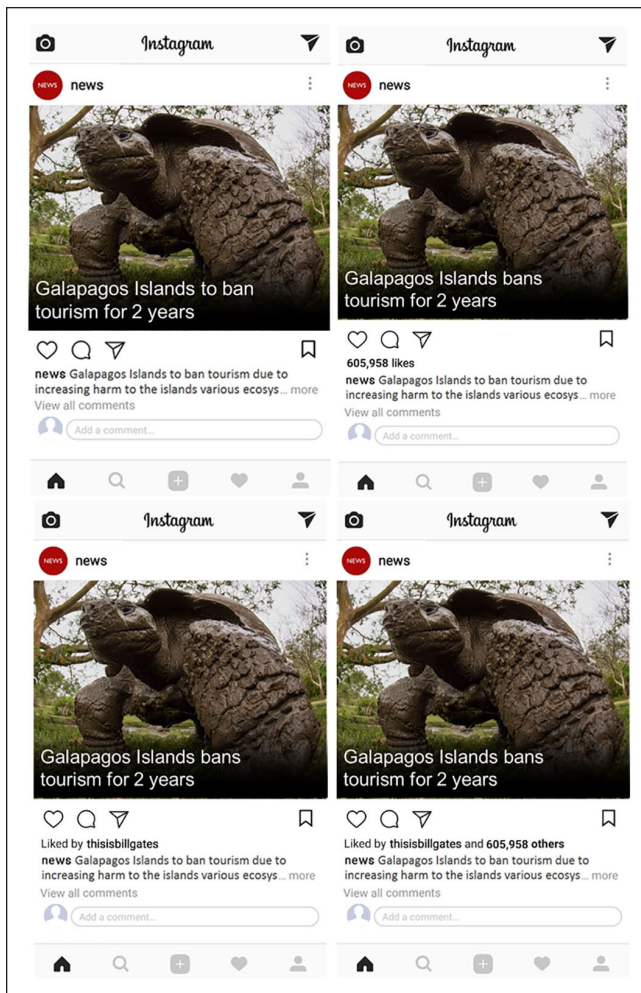 Instagram
NEWS news
Galapagos Islands to ban
tourism for 2 years
news Galapagos Islands to ban tourism due to
increasing harm to the islands various ecosys... more
View all comments
Add a comment...
Instagram
NEWS news
Galapagos Islands bans
tourism for 2 years
605,958 likes
news Galapagos Islands to ban tourism due to
increasing harm to the islands various ecosys... more
View all comments
Add a comment...
Instagram
NEWS news
Galapagos Islands bans
tourism for 2 years
Liked by thisisbillgates
news Galapagos Islands to ban tourism due to
increasing harm to the islands various ecosys... more
View all comments
Add a comment...
Instagram
NEWS news
Galapagos Islands bans
tourism for 2 years
Liked by thisisbillgates and 605,958 others
news Galapagos Islands to ban tourism due to
increasing harm to the islands various ecosys... more
View all comments
Add a comment...